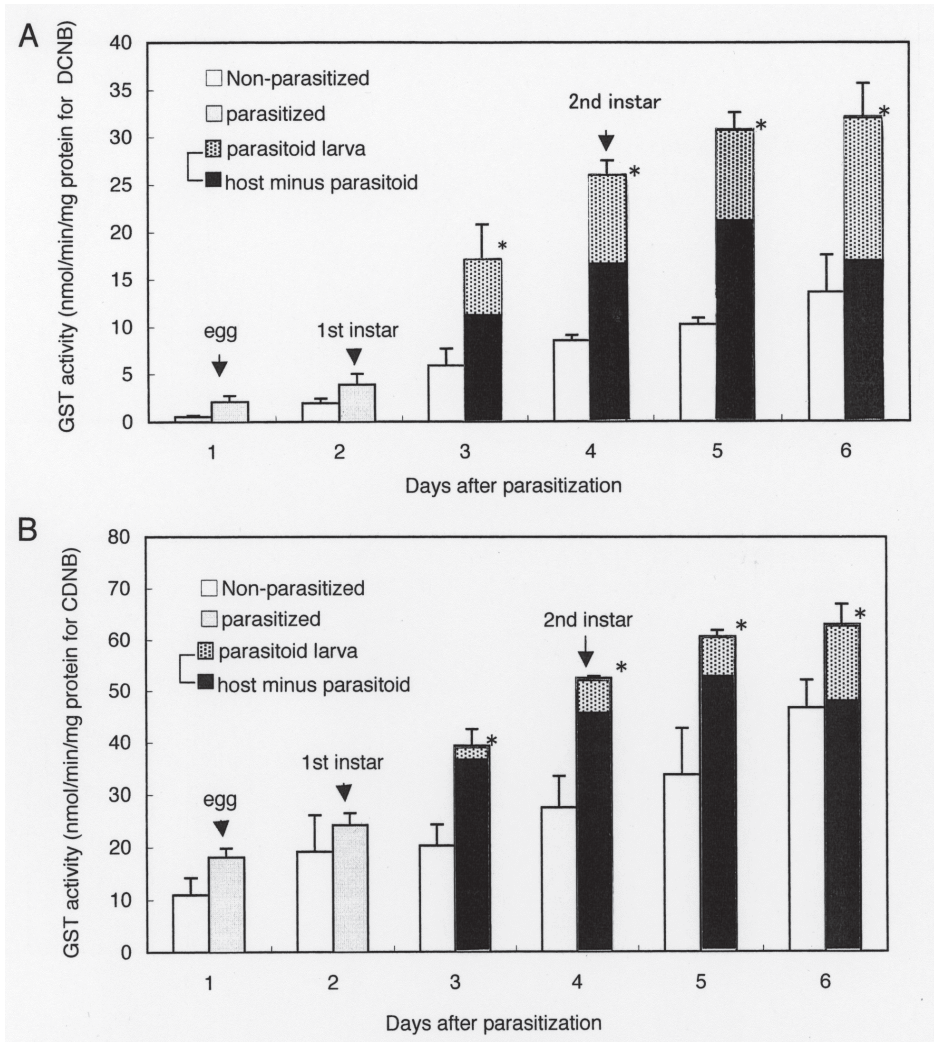 A
GST activity (nmol/min/mg protein for DCNB)
40
35
30
25
20
15
10
5
0
Non-parasitized
parasitized
parasitoid larva
host minus parasitoid
egg
1st instar
2nd instar
*
*
*
*
1 2 3 4 5 6
Days after parasitization
B
GST activity (nmol/min/mg protein for CDNB)
80
70
60
50
40
30
20
10
0
Non-parasitized
parasitized
parasitoid larva
host minus parasitoid
egg
1st instar
2nd instar
*
*
*
*
1 2 3 4 5 6
Days after parasitization